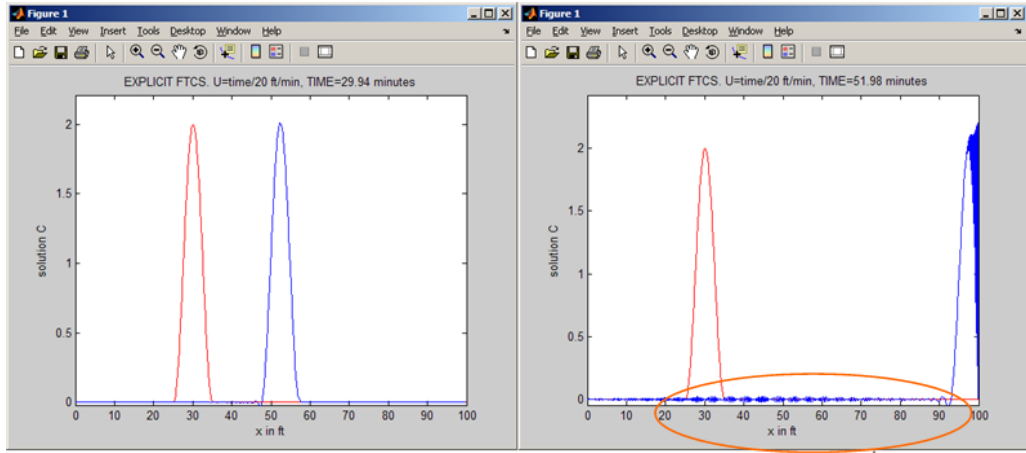 Figure 1
File Edit View Insert Tools Desktop Window Help
EXPLICIT FTCS. U=time/20 ft/min, TIME=29.94 minutes
2
1.5
1
0.5
0
solution C
0 10 20 30 40 50 60 70 80 90 100
x in ft
Figure 1
File Edit View Insert Tools Desktop Window Help
EXPLICIT FTCS. U=time/20 ft/min, TIME=51.98 minutes
2
1.5
1
0.5
0
solution C
0 10 20 30 40 50 60 70 80 90 100
x in ft